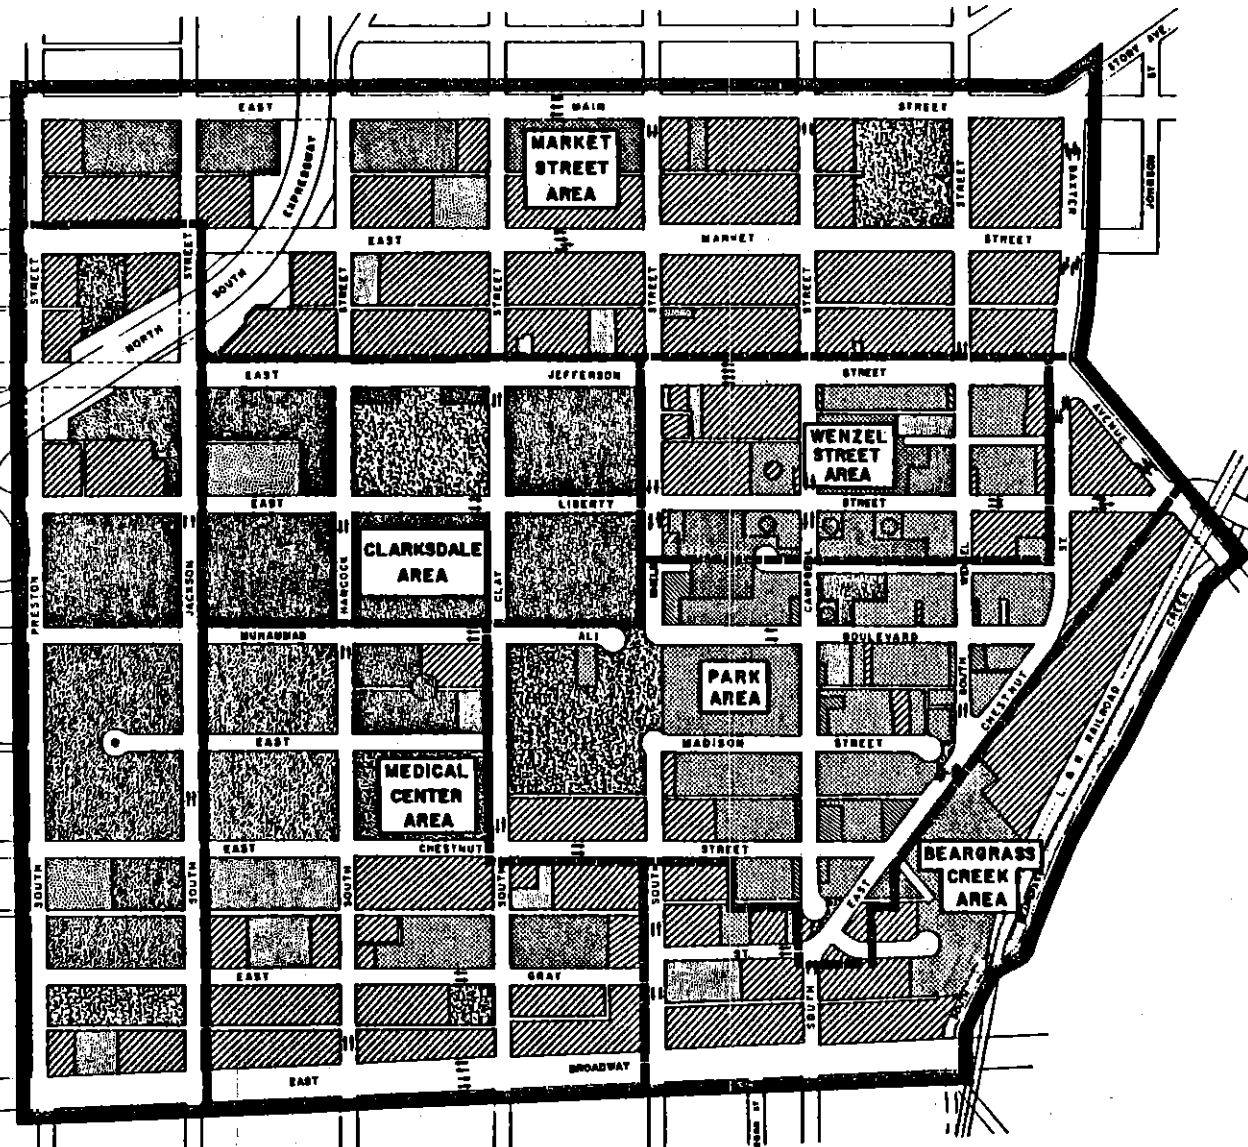 STORY AVE.
ST
EAST MAIN STREET
EXPRESSWAY
MARKET
STREET
AREA
STREET
BAXTER
JOHNSON
EAST MARKET STREET
STREET
STREET
SOUTH
STREET
STREET
STREET
STREET
NORTH
EAST JEFFERSON STREET
AVENUE
WENZEL
STREET
AREA
EAST LIBERTY STREET
CLARKSDALE
AREA
PRESTON
JACKSON
HANCOCK
CLAY
CAMPBELL
WENZEL
ST.
CREEK
MUHAMMAD ALI BOULEVARD
PARK
AREA
SOUTH
CHESTNUT
L & N RAILROAD
EAST MADISON STREET
MEDICAL
CENTER
AREA
EAST CHESTNUT STREET
BEARGRASS
CREEK
AREA
SOUTH
SOUTH
SOUTH
SOUTH
SOUTH
EAST
EAST GRAY ST.
SOUTH
EAST BROADWAY